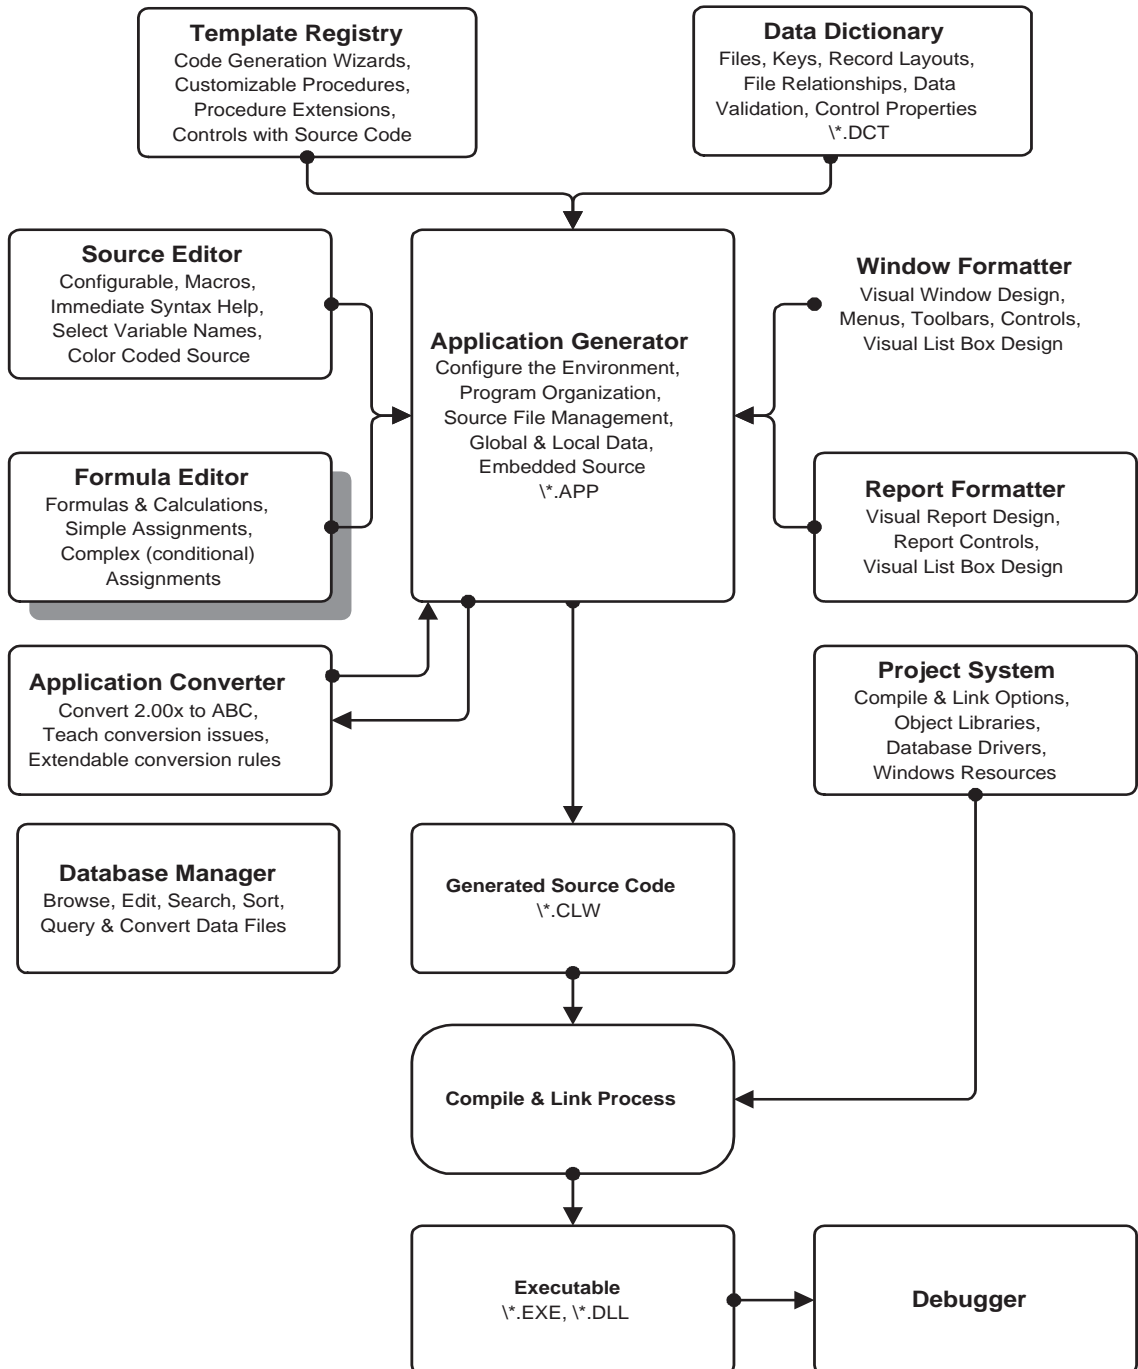 Template Registry
Code Generation Wizards,
Customizable Procedures,
Procedure Extensions,
Controls with Source Code
Data Dictionary
Files, Keys, Record Layouts,
File Relationships, Data
Validation, Control Properties
\*.DCT
Source Editor
Configurable, Macros,
Immediate Syntax Help,
Select Variable Names,
Color Coded Source
Application Generator
Configure the Environment,
Program Organization,
Source File Management,
Global & Local Data,
Embedded Source
\*.APP
Window Formatter
Visual Window Design,
Menus, Toolbars, Controls,
Visual List Box Design
Formula Editor
Formulas & Calculations,
Simple Assignments,
Complex (conditional)
Assignments
Report Formatter
Visual Report Design,
Report Controls,
Visual List Box Design
Application Converter
Convert 2.00x to ABC,
Teach conversion issues,
Extendable conversion rules
Project System
Compile & Link Options,
Object Libraries,
Database Drivers,
Windows Resources
Database Manager
Browse, Edit, Search, Sort,
Query & Convert Data Files
Generated Source Code
\*.CLW
Compile & Link Process
Executable
\*.EXE, \*.DLL
Debugger